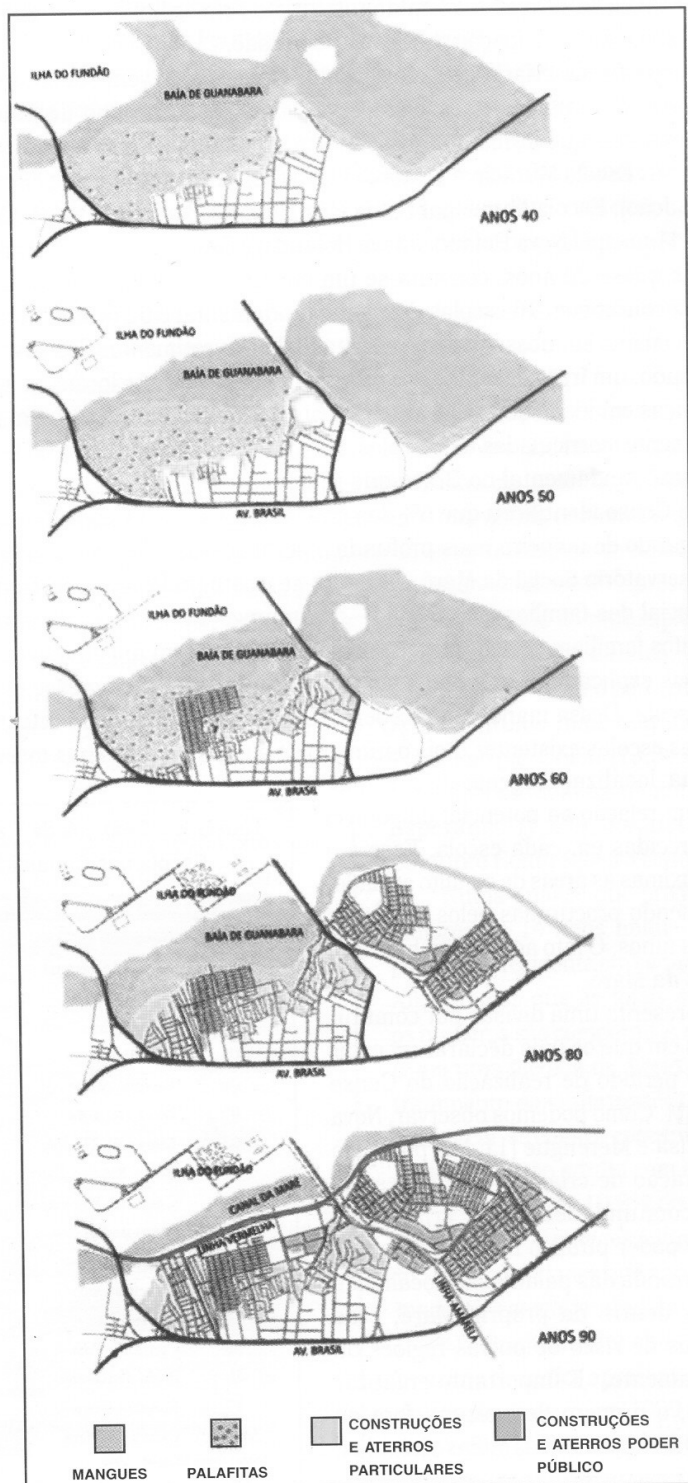 ILHA DO FUNDÃO
BAÍA DE GUANABARA
ANOS 40
ILHA DO FUNDÃO
BAÍA DE GUANABARA
ANOS 50
AV. BRASIL
ILHA DO FUNDÃO
BAÍA DE GUANABARA
ANOS 60
AV. BRASIL
ILHA DO FUNDÃO
BAÍA DE GUANABARA
ANOS 80
AV. BRASIL
ILHA DO FUNDÃO
CANAL DA MARÉ
LINHA VERMELHA
LINHA AMARELA
ANOS 90
AV. BRASIL
MANGUES
PALAFITAS
CONSTRUÇÕES
E ATERROS
PARTICULARES
CONSTRUÇÕES
E ATERROS PODER
PÚBLICO